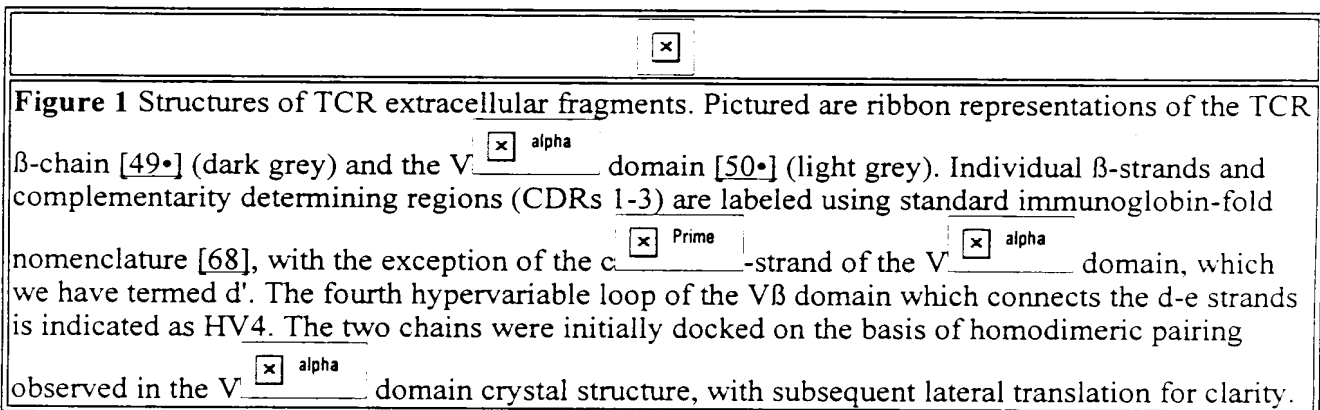 Figure 1 Structures of TCR extracellular fragments. Pictured are ribbon representations of the TCR
ß-chain [49•] (dark grey) and the V alpha domain [50•] (light grey). Individual ß-strands and
complementarity determining regions (CDRs 1-3) are labeled using standard immunoglobin-fold
nomenclature [68], with the exception of the c Prime -strand of the V alpha domain, which
we have termed d'. The fourth hypervariable loop of the Vß domain which connects the d-e strands
is indicated as HV4. The two chains were initially docked on the basis of homodimeric pairing
observed in the V alpha domain crystal structure, with subsequent lateral translation for clarity.